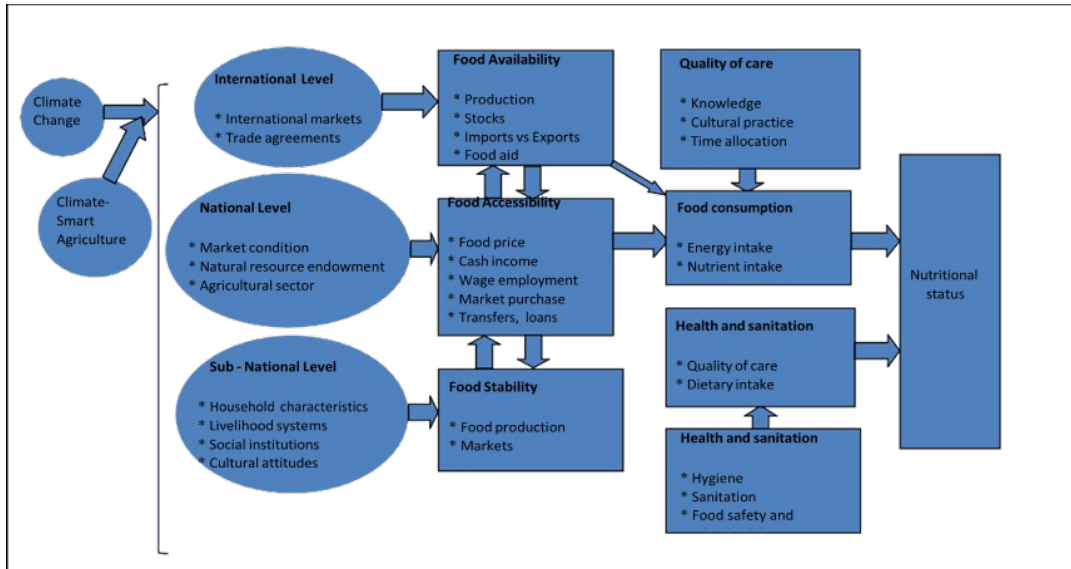 Climate
Change
Climate-
Smart
Agriculture
International Level
* International markets
* Trade agreements
National Level
* Market condition
* Natural resource endowment
* Agricultural sector
Sub - National Level
* Household characteristics
* Livelihood systems
* Social institutions
* Cultural attitudes
Food Availability
* Production
* Stocks
* Imports vs Exports
* Food aid
Food Accessibility
* Food price
* Cash income
* Wage employment
* Market purchase
* Transfers, loans
Food Stability
* Food production
* Markets
Quality of care
* Knowledge
* Cultural practice
* Time allocation
Food consumption
* Energy intake
* Nutrient intake
Health and sanitation
* Quality of care
* Dietary intake
Health and sanitation
* Hygiene
* Sanitation
* Food safety and
Nutritional
status